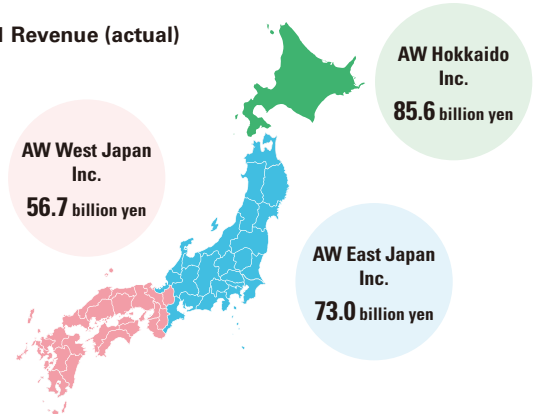 Revenue (actual)
AW Hokkaido
Inc.
85.6 billion yen
AW West Japan
Inc.
56.7 billion yen
AW East Japan
Inc.
73.0 billion yen